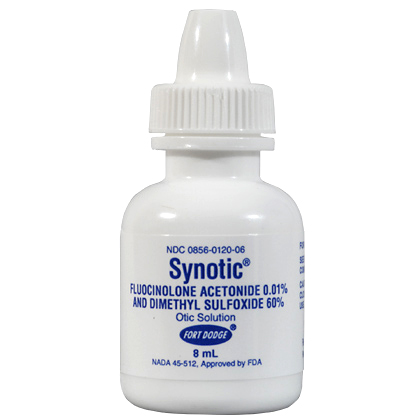 NDC 0856-0120-06
Synotic®
FLUOCINOLONE ACETONIDE 0.01%
AND DIMETHYL SULFOXIDE 60%
Otic Solution
FORT DODGE®
8 mL
NADA 45-512, Approved by FDA